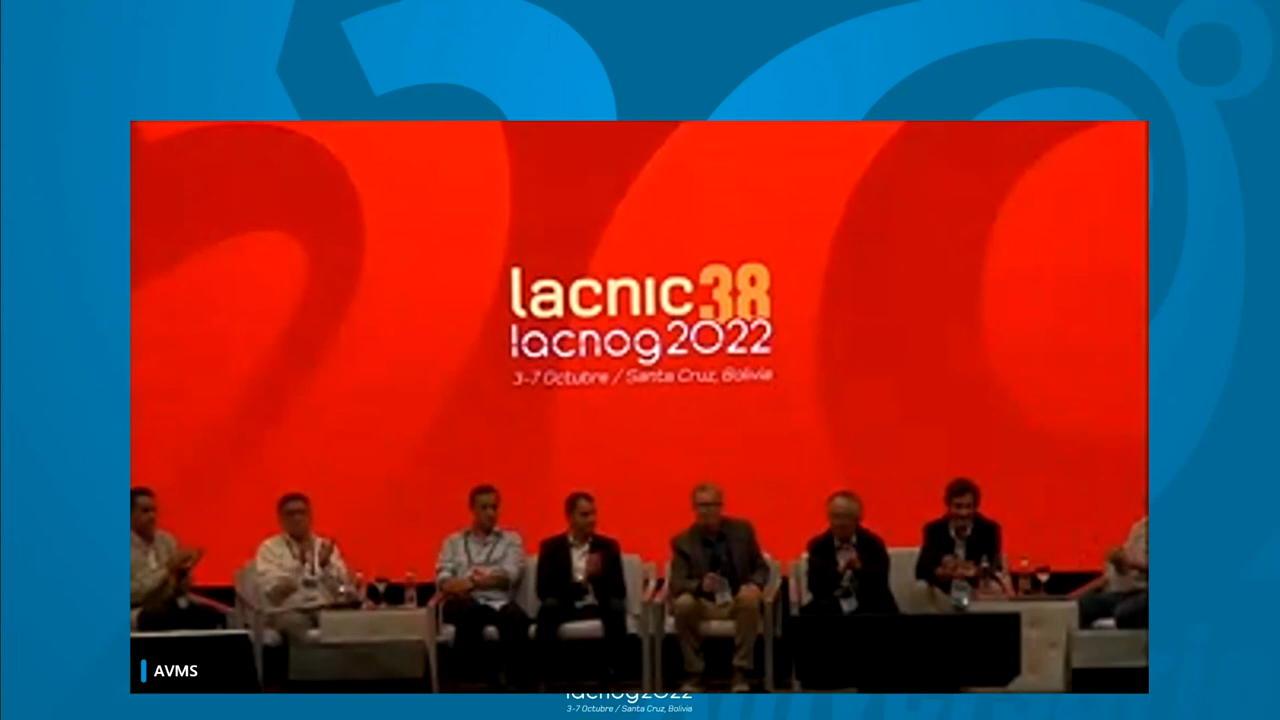 lacnic38
lacnog2022
3-7 Octubre / Santa Cruz, Bolivia
AVMS
lacnog2022
3-7 Octubre / Santa Cruz, Bolivia